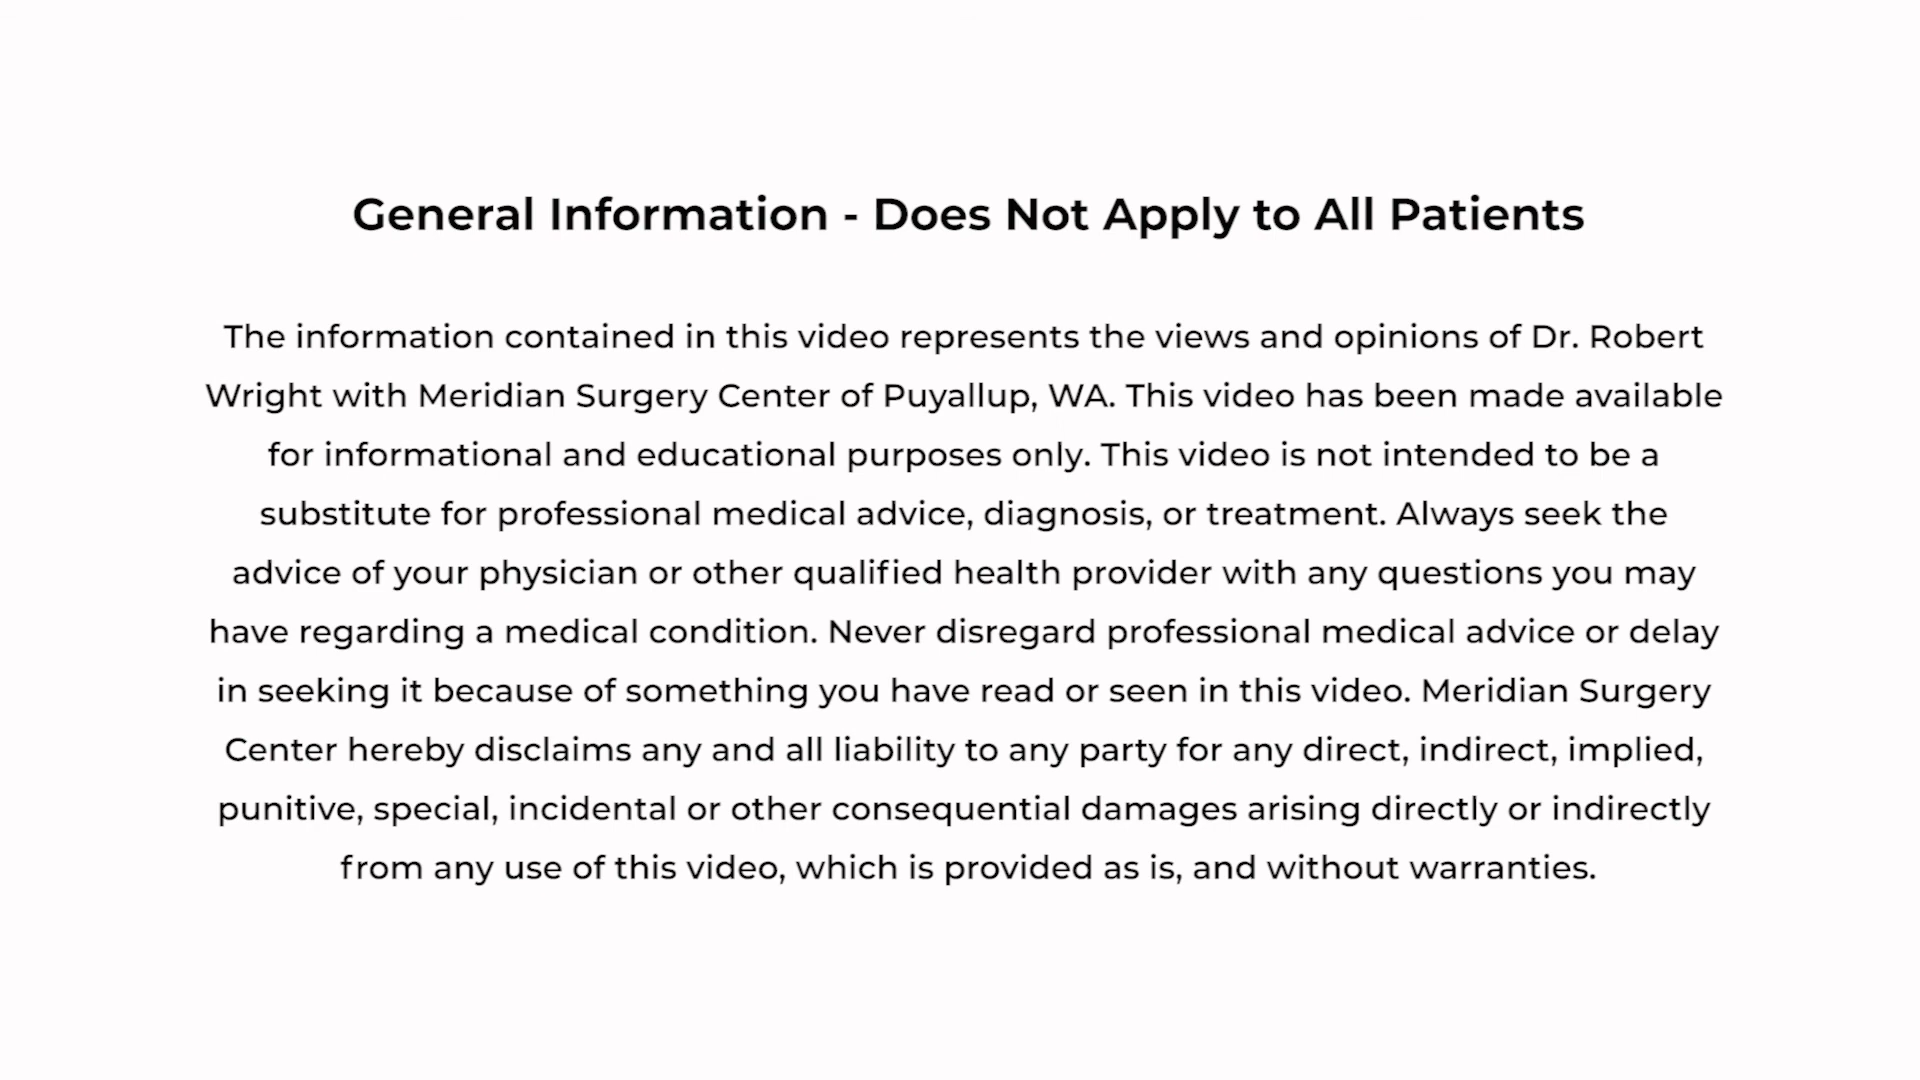 General Information - Does Not Apply to All Patients
The information contained in this video represents the views and opinions of Dr. Robert
Wright with Meridian Surgery Center of Puyallup, WA. This video has been made available
for informational and educational purposes only. This video is not intended to be a
substitute for professional medical advice, diagnosis, or treatment. Always seek the
advice of your physician or other qualified health provider with any questions you may
have regarding a medical condition. Never disregard professional medical advice or delay
in seeking it because of something you have read or seen in this video. Meridian Surgery
Center hereby disclaims any and all liability to any party for any direct, indirect, implied,
punitive, special, incidental or other consequential damages arising directly or indirectly
from any use of this video, which is provided as is, and without warranties.